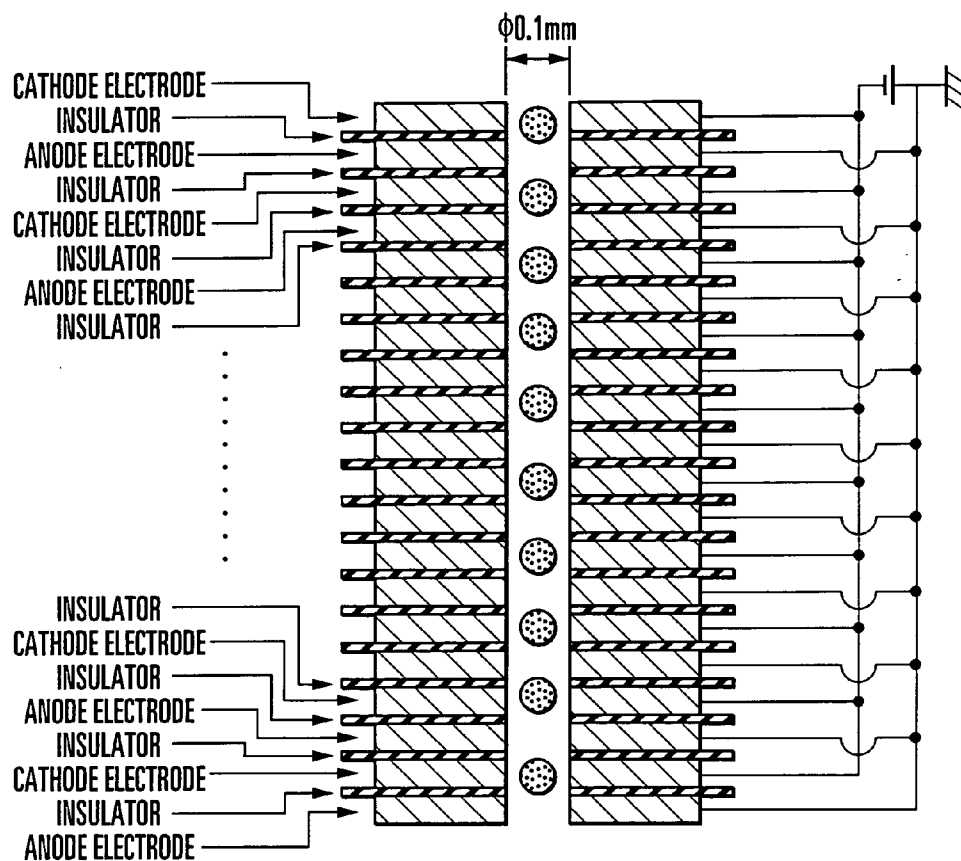 ϕ0.1mm
CATHODE ELECTRODE
INSULATOR
ANODE ELECTRODE
INSULATOR
CATHODE ELECTRODE
INSULATOR
ANODE ELECTRODE
INSULATOR
INSULATOR
CATHODE ELECTRODE
INSULATOR
ANODE ELECTRODE
INSULATOR
CATHODE ELECTRODE
INSULATOR
ANODE ELECTRODE